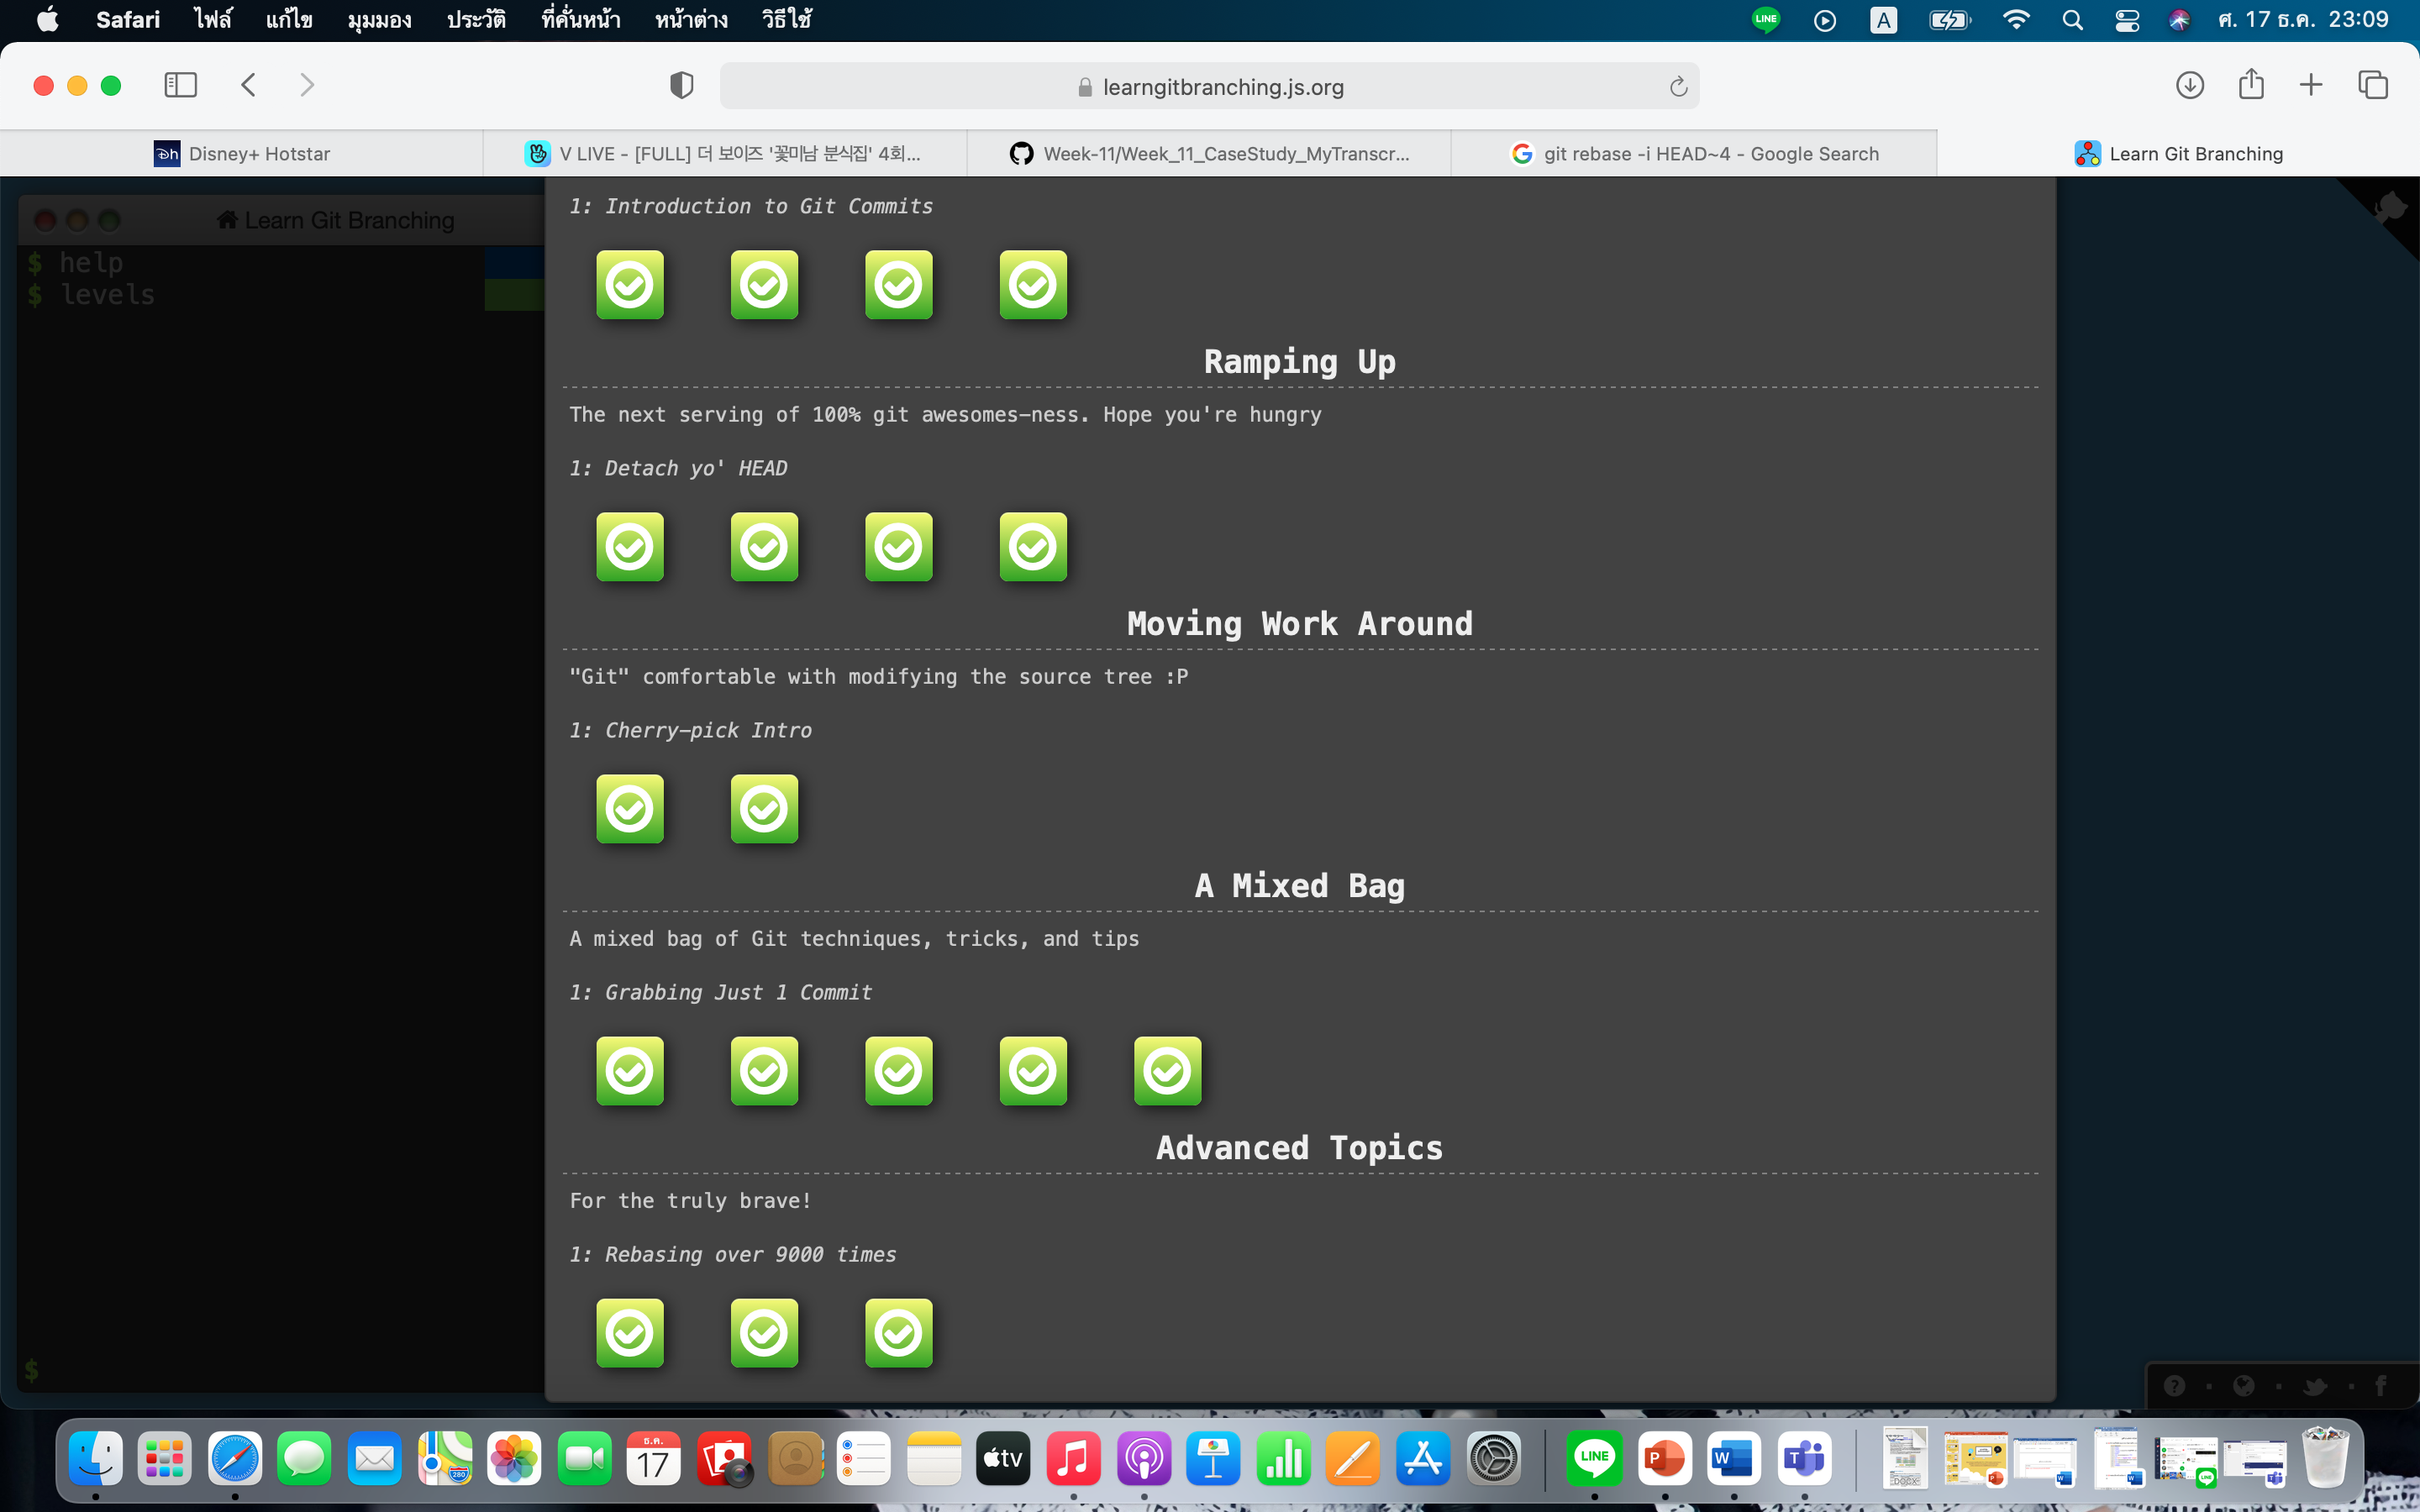 Safari ไฟล์ แก้ไข มุมมอง ประวัติ ที่คั่นหน้า หน้าต่าง วิธีใช้ LINE A ศ. 17 ธ.ค. 23:09
learngitbranching.js.org
Disney+ Hotstar
V LIVE - [FULL] 더 보이즈 '꽃미남 분식집' 4회...
Week-11/Week_11_CaseStudy_MyTranscr...
git rebase -i HEAD~4 - Google Search
Learn Git Branching
Learn Git Branching
$ help
$ levels
$
1: Introduction to Git Commits
Ramping Up
The next serving of 100% git awesomes-ness. Hope you're hungry
1: Detach yo' HEAD
Moving Work Around
"Git" comfortable with modifying the source tree :P
1: Cherry-pick Intro
A Mixed Bag
A mixed bag of Git techniques, tricks, and tips
1: Grabbing Just 1 Commit
Advanced Topics
For the truly brave!
1: Rebasing over 9000 times
280 ธ.ค. 17 tv LINE P W T DOCX